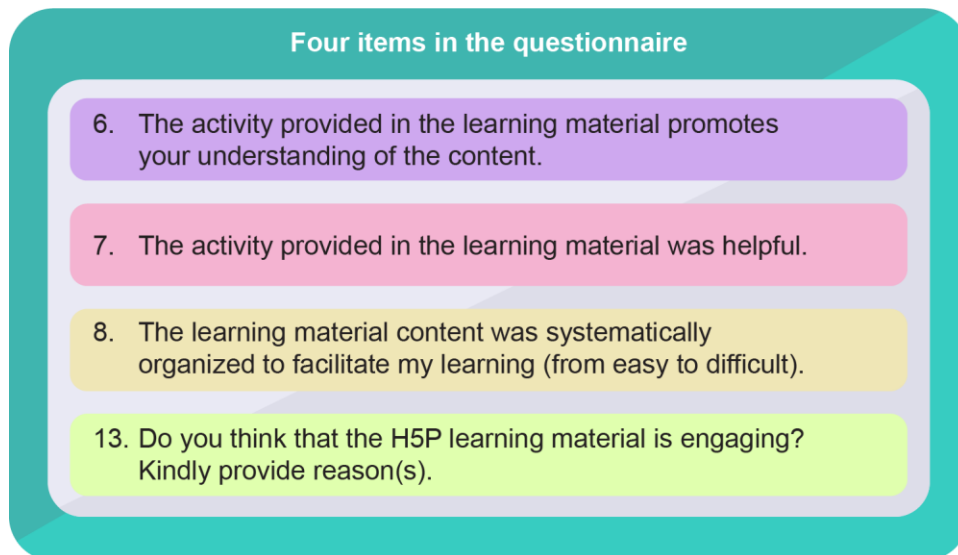 Four items in the questionnaire
6. The activity provided in the learning material promotes
your understanding of the content.
7. The activity provided in the learning material was helpful.
8. The learning material content was systematically
organized to facilitate my learning (from easy to difficult).
13. Do you think that the H5P learning material is engaging?
Kindly provide reason(s).